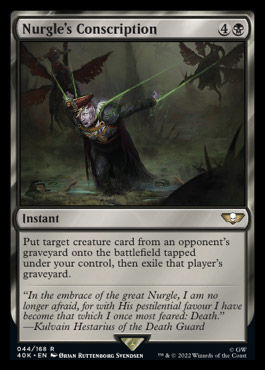 Nurgle's Conscription 4
Instant
Put target creature card from an opponent's
graveyard onto the battlefield tapped
under your control, then exile that player's
graveyard.
"In the embrace of the great Nurgle, I am no
longer afraid, for with His pestilential favour I have
become that which I once most feared: Death."
—Kulvain Hestarius of the Death Guard
044/168 R
40K • EN Ørjan Ruttenborg Svendsen
© GW
™ & © 2022 Wizards of the Coast